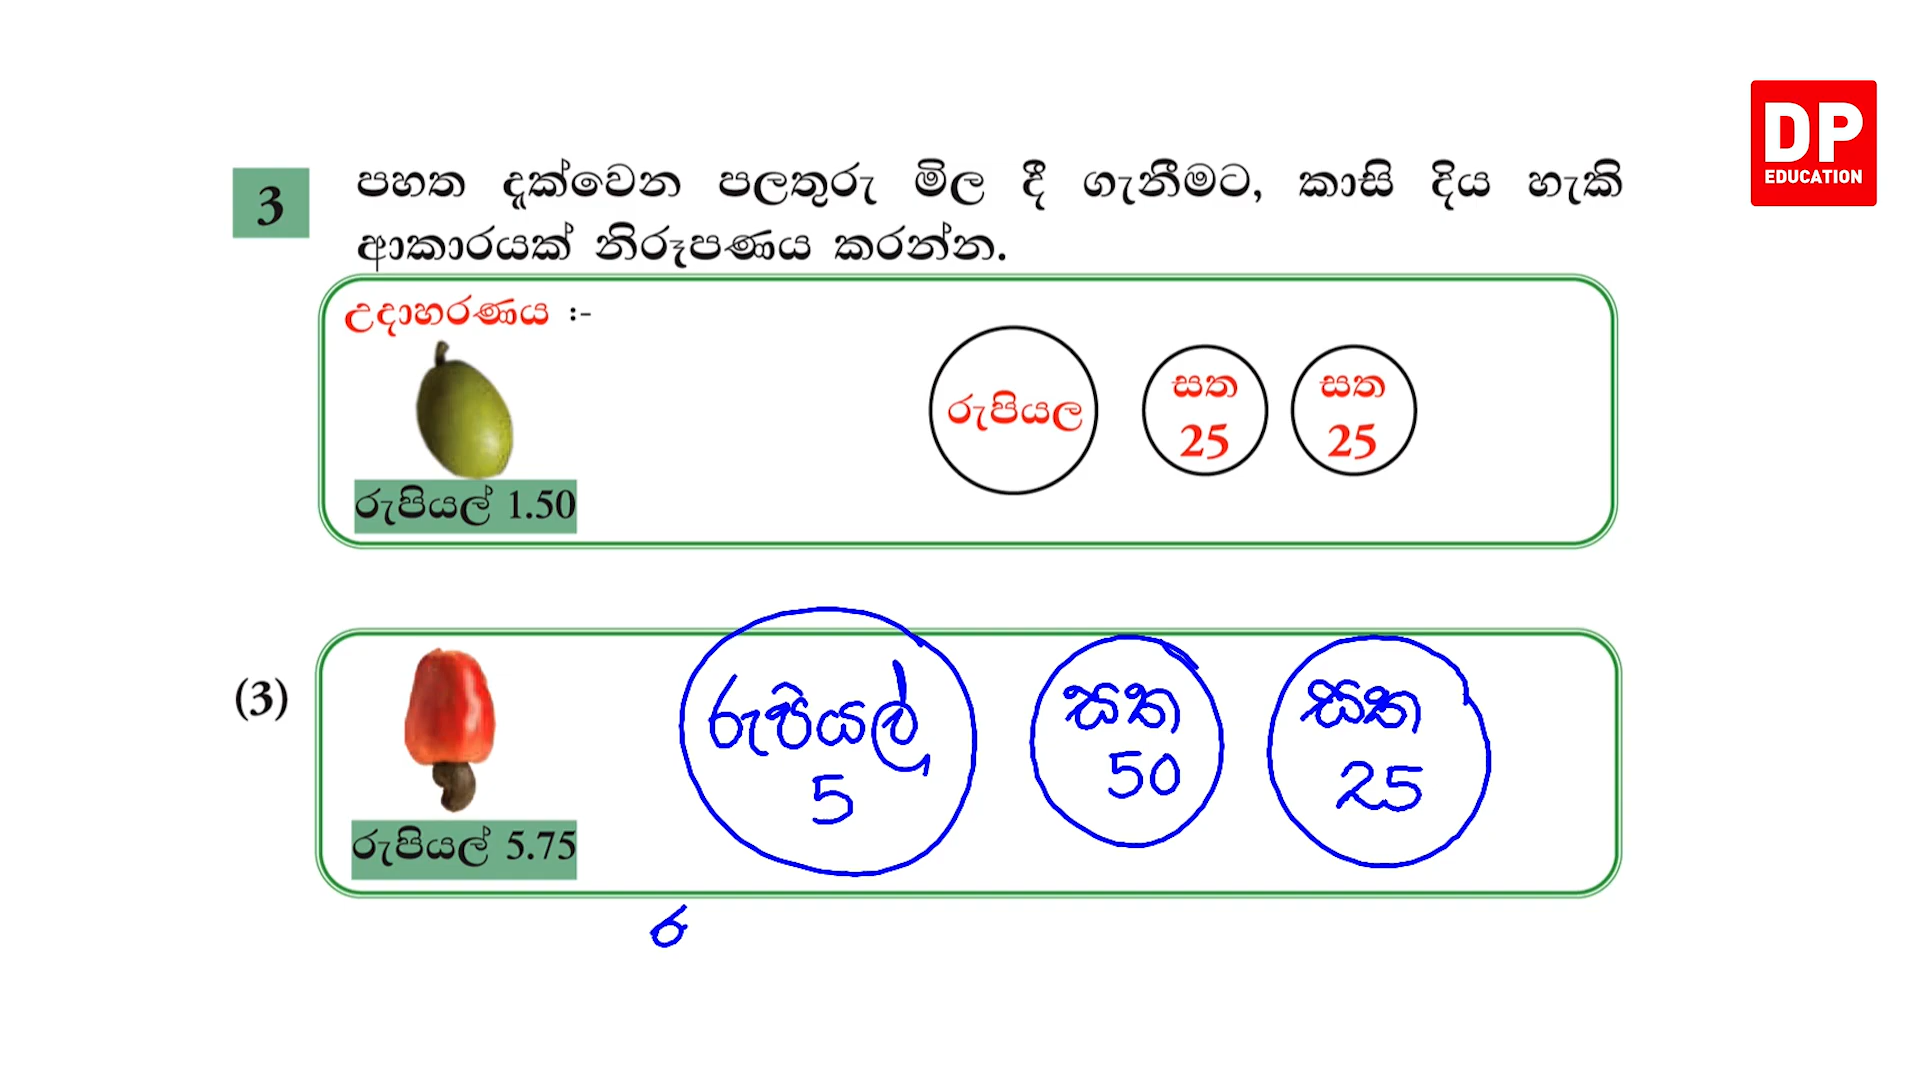 DP
EDUCATION
3
පහත දැක්වෙන පලතුරු මිල දී ගැනීමට, කාසි දිය හැකි
ආකාරයක් නිරූපණය කරන්න.
උදාහරණය :-
රුපියල
සත
25
සත
25
රුපියල් 1.50
(3)
රුපියල්
5
සත
50
සත
25
රුපියල් 5.75
ර